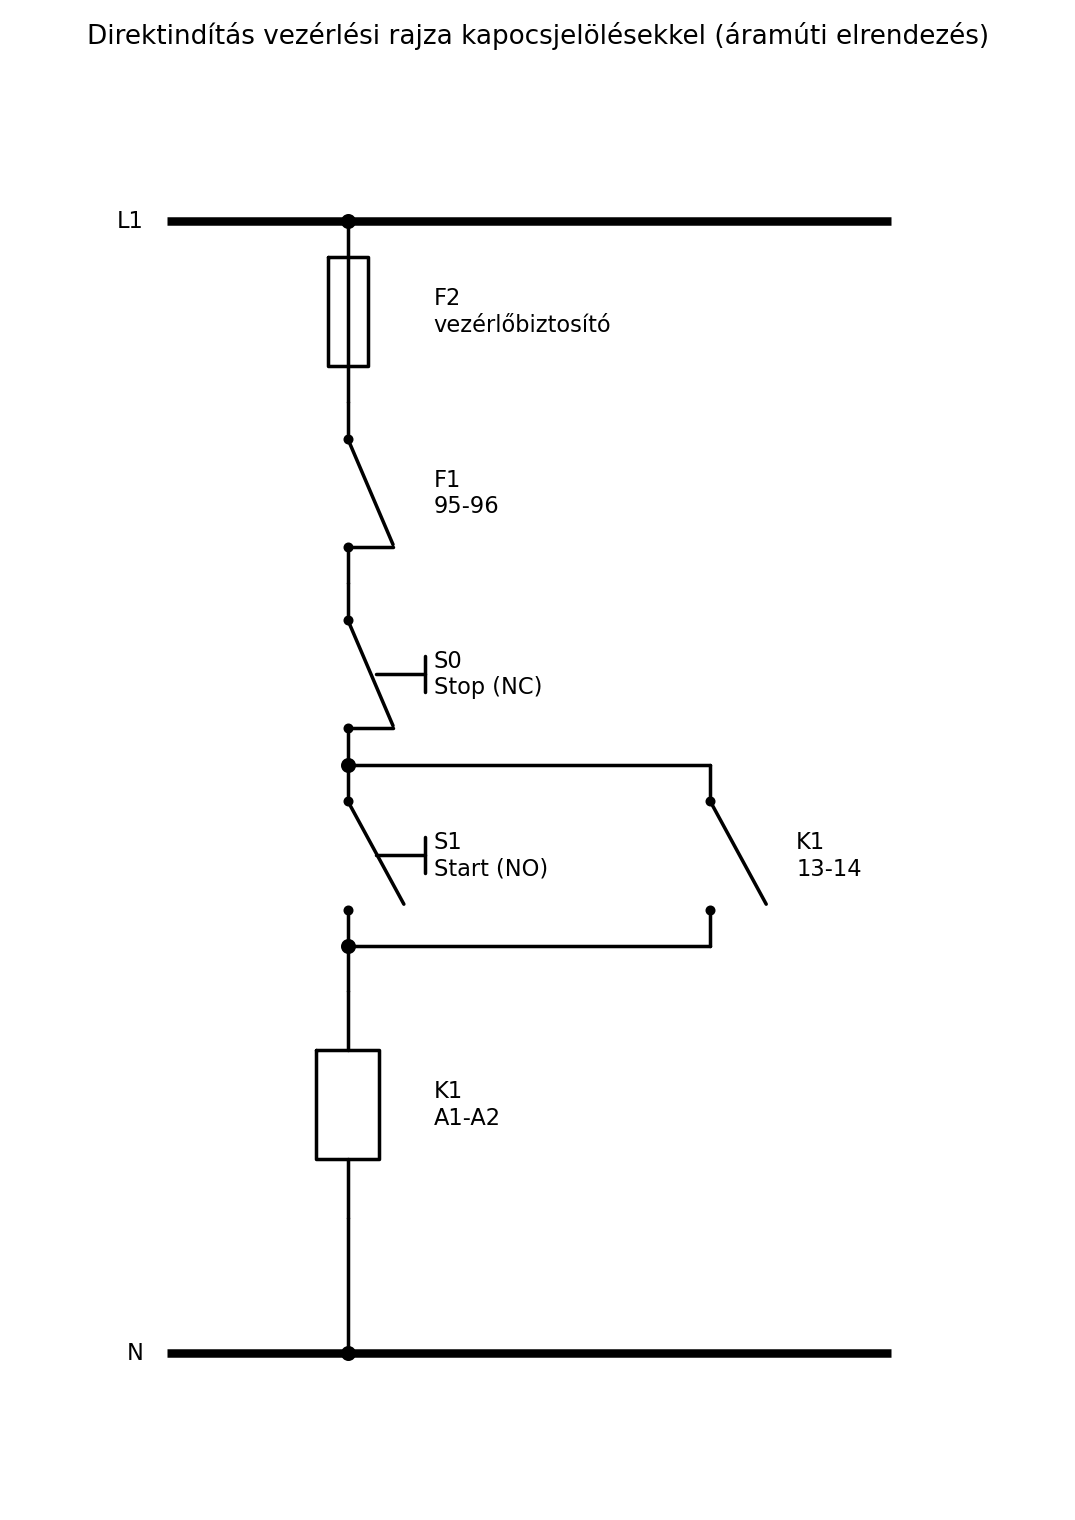 Direktindítás vezérlési rajza kapocsjelölésekkel (áramúti elrendezés)
L1
F2
vezérlőbiztosító
F1
95-96
S0
Stop (NC)
S1
Start (NO)
K1
13-14
K1
A1-A2
N